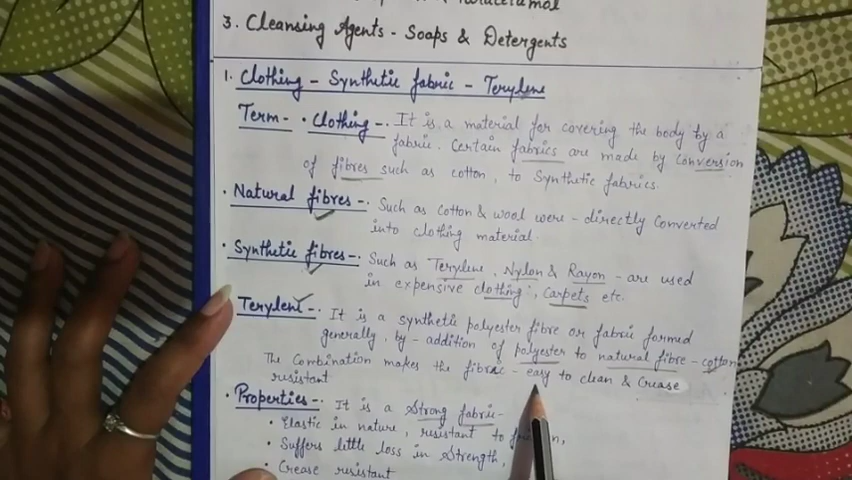 Paracetamol
3. Cleansing Agents - Soaps & Detergents
1. Clothing - Synthetic fabric - Terylene
Term - • Clothing -. It is a material for covering the body by a
fabric. Certain fabrics are made by conversion
of fibres such as cotton, to Synthetic fabrics.
• Natural fibres -. Such as Cotton & wool were - directly Converted
into clothing material.
• Synthetic fibres -. Such as Terylene, Nylon & Rayon - are used
in expensive clothing, Carpets etc.
Terylene -. It is a synthetic polyester fibre or fabric formed
generally, by - addition of polyester to natural fibre - cotton
The Combination makes the fibric - easy to clean & Crease
resistant
• Properties -. It is a Strong fabric -
• Elastic in nature, resistant to
• Suffers little loss in Strength,
• Crease resistant